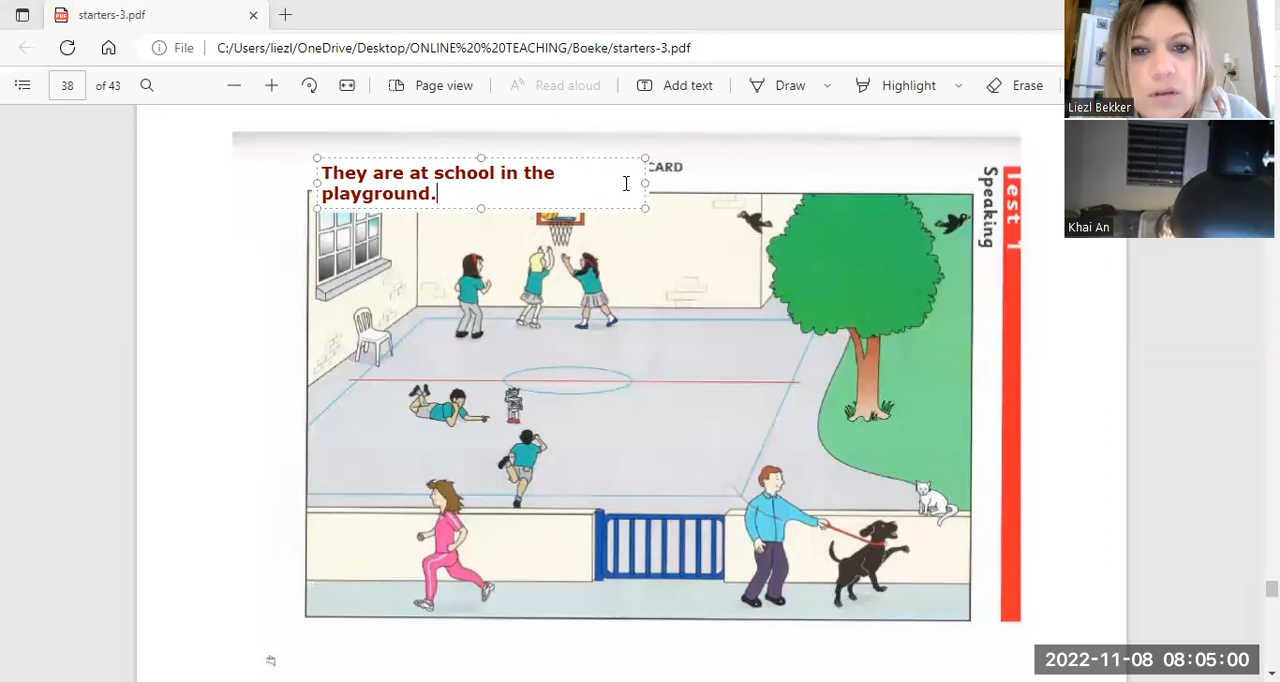 starters-3.pdf
File
C:/Users/liezl/OneDrive/Desktop/ONLINE%20%20TEACHING/Boeke/starters-3.pdf
38 of 43
Page view
Read aloud
Add text
Draw
Highlight
Erase
Liezl Bekker
Khai An
They are at school in the
playground.
CARD
Test 1
Speaking
47
2022-11-08 08:05:00